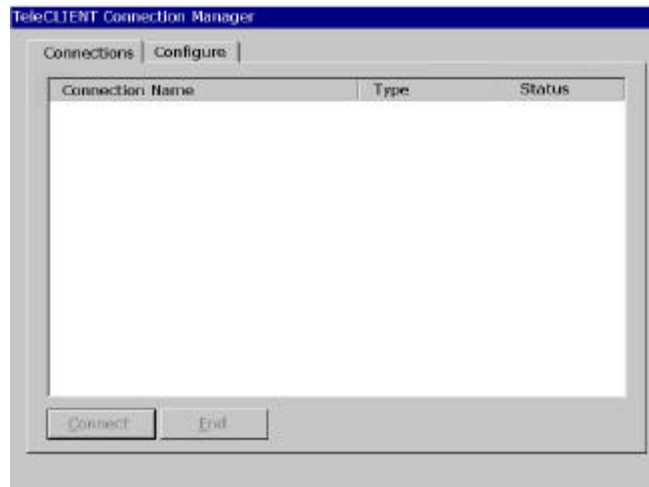 TeleCLIENT Connection Manager
Connections Configure
Connection Name Type Status
Connect End